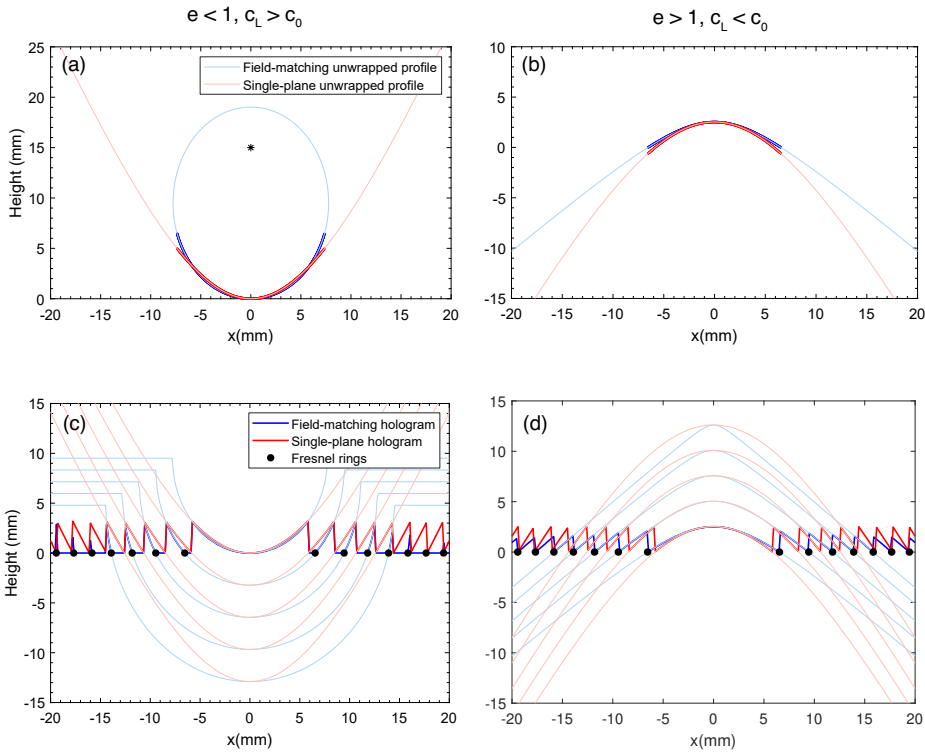 e < 1, c_L > c_0
e > 1, c_L < c_0
(a)
Field-matching unwrapped profile
Single-plane unwrapped profile
Height (mm)
25
20
15
10
5
0
-20 -15 -10 -5 0 5 10 15 20
x(mm)
(b)
10
5
0
-5
-10
-15
-20 -15 -10 -5 0 5 10 15 20
x(mm)
(c)
Field-matching hologram
Single-plane hologram
Fresnel rings
Height (mm)
15
10
5
0
-5
-10
-15
-20 -15 -10 -5 0 5 10 15 20
x(mm)
(d)
15
10
5
0
-5
-10
-15
-20 -15 -10 -5 0 5 10 15 20
x(mm)